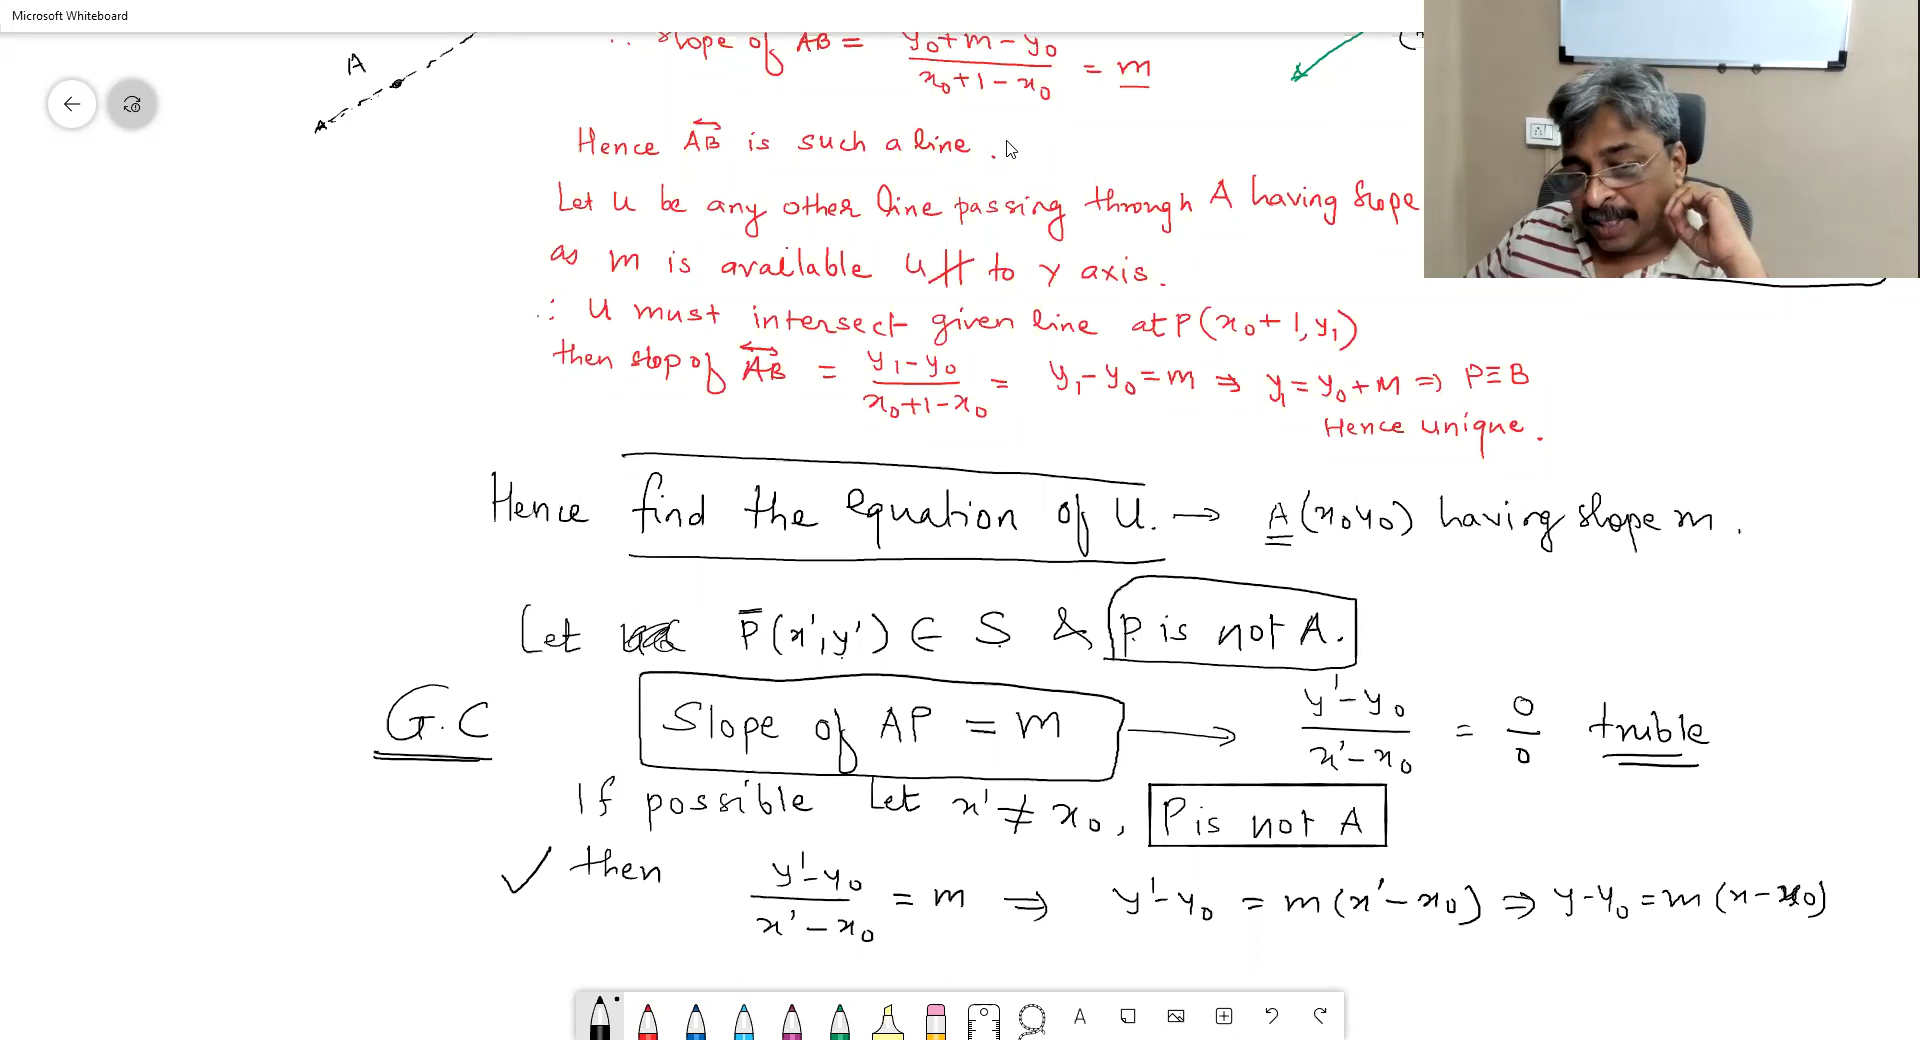 Microsoft Whiteboard
A
∴ slope of AB = (y₀+m−y₀)/(x₀+1−x₀) = m
Hence AB is such a line.
Let u be any other line passing through A having slope
as m is available u ∦ to y axis.
∴ u must intersect given line at P(x₀+1, y₁)
then slop of AB = (y₁−y₀)/(x₀+1−x₀) = y₁−y₀=m ⇒ y₁=y₀+m ⇒ P≡B
Hence unique.
Hence find the equation of u. → A(x₀y₀) having slope m.
Let P(x',y') ∈ S & P is not A.
G.C Slope of AP = m → (y'−y₀)/(x'−x₀) = 0/0
If possible Let x' ≠ x₀, P is not A
✓ then (y'−y₀)/(x'−x₀) = m ⇒ y'−y₀ = m(x'−x₀) ⇒ y−y₀=m(x−x₀)